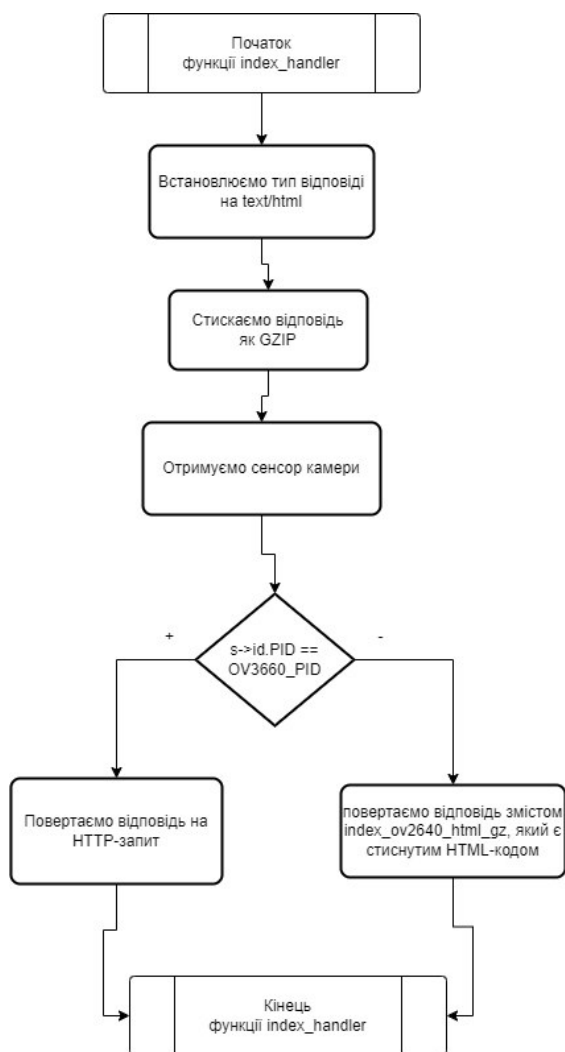 Початок
функції index_handler
Встановлюємо тип відповіді
на text/html
Стискаємо відповідь
як GZIP
Отримуємо сенсор камери
+
-
s->id.PID ==
OV3660_PID
Повертаємо відповідь на
HTTP-запит
повертаємо відповідь змістом
index_ov2640_html_gz, який є
стиснутим HTML-кодом
Кінець
функції index_handler